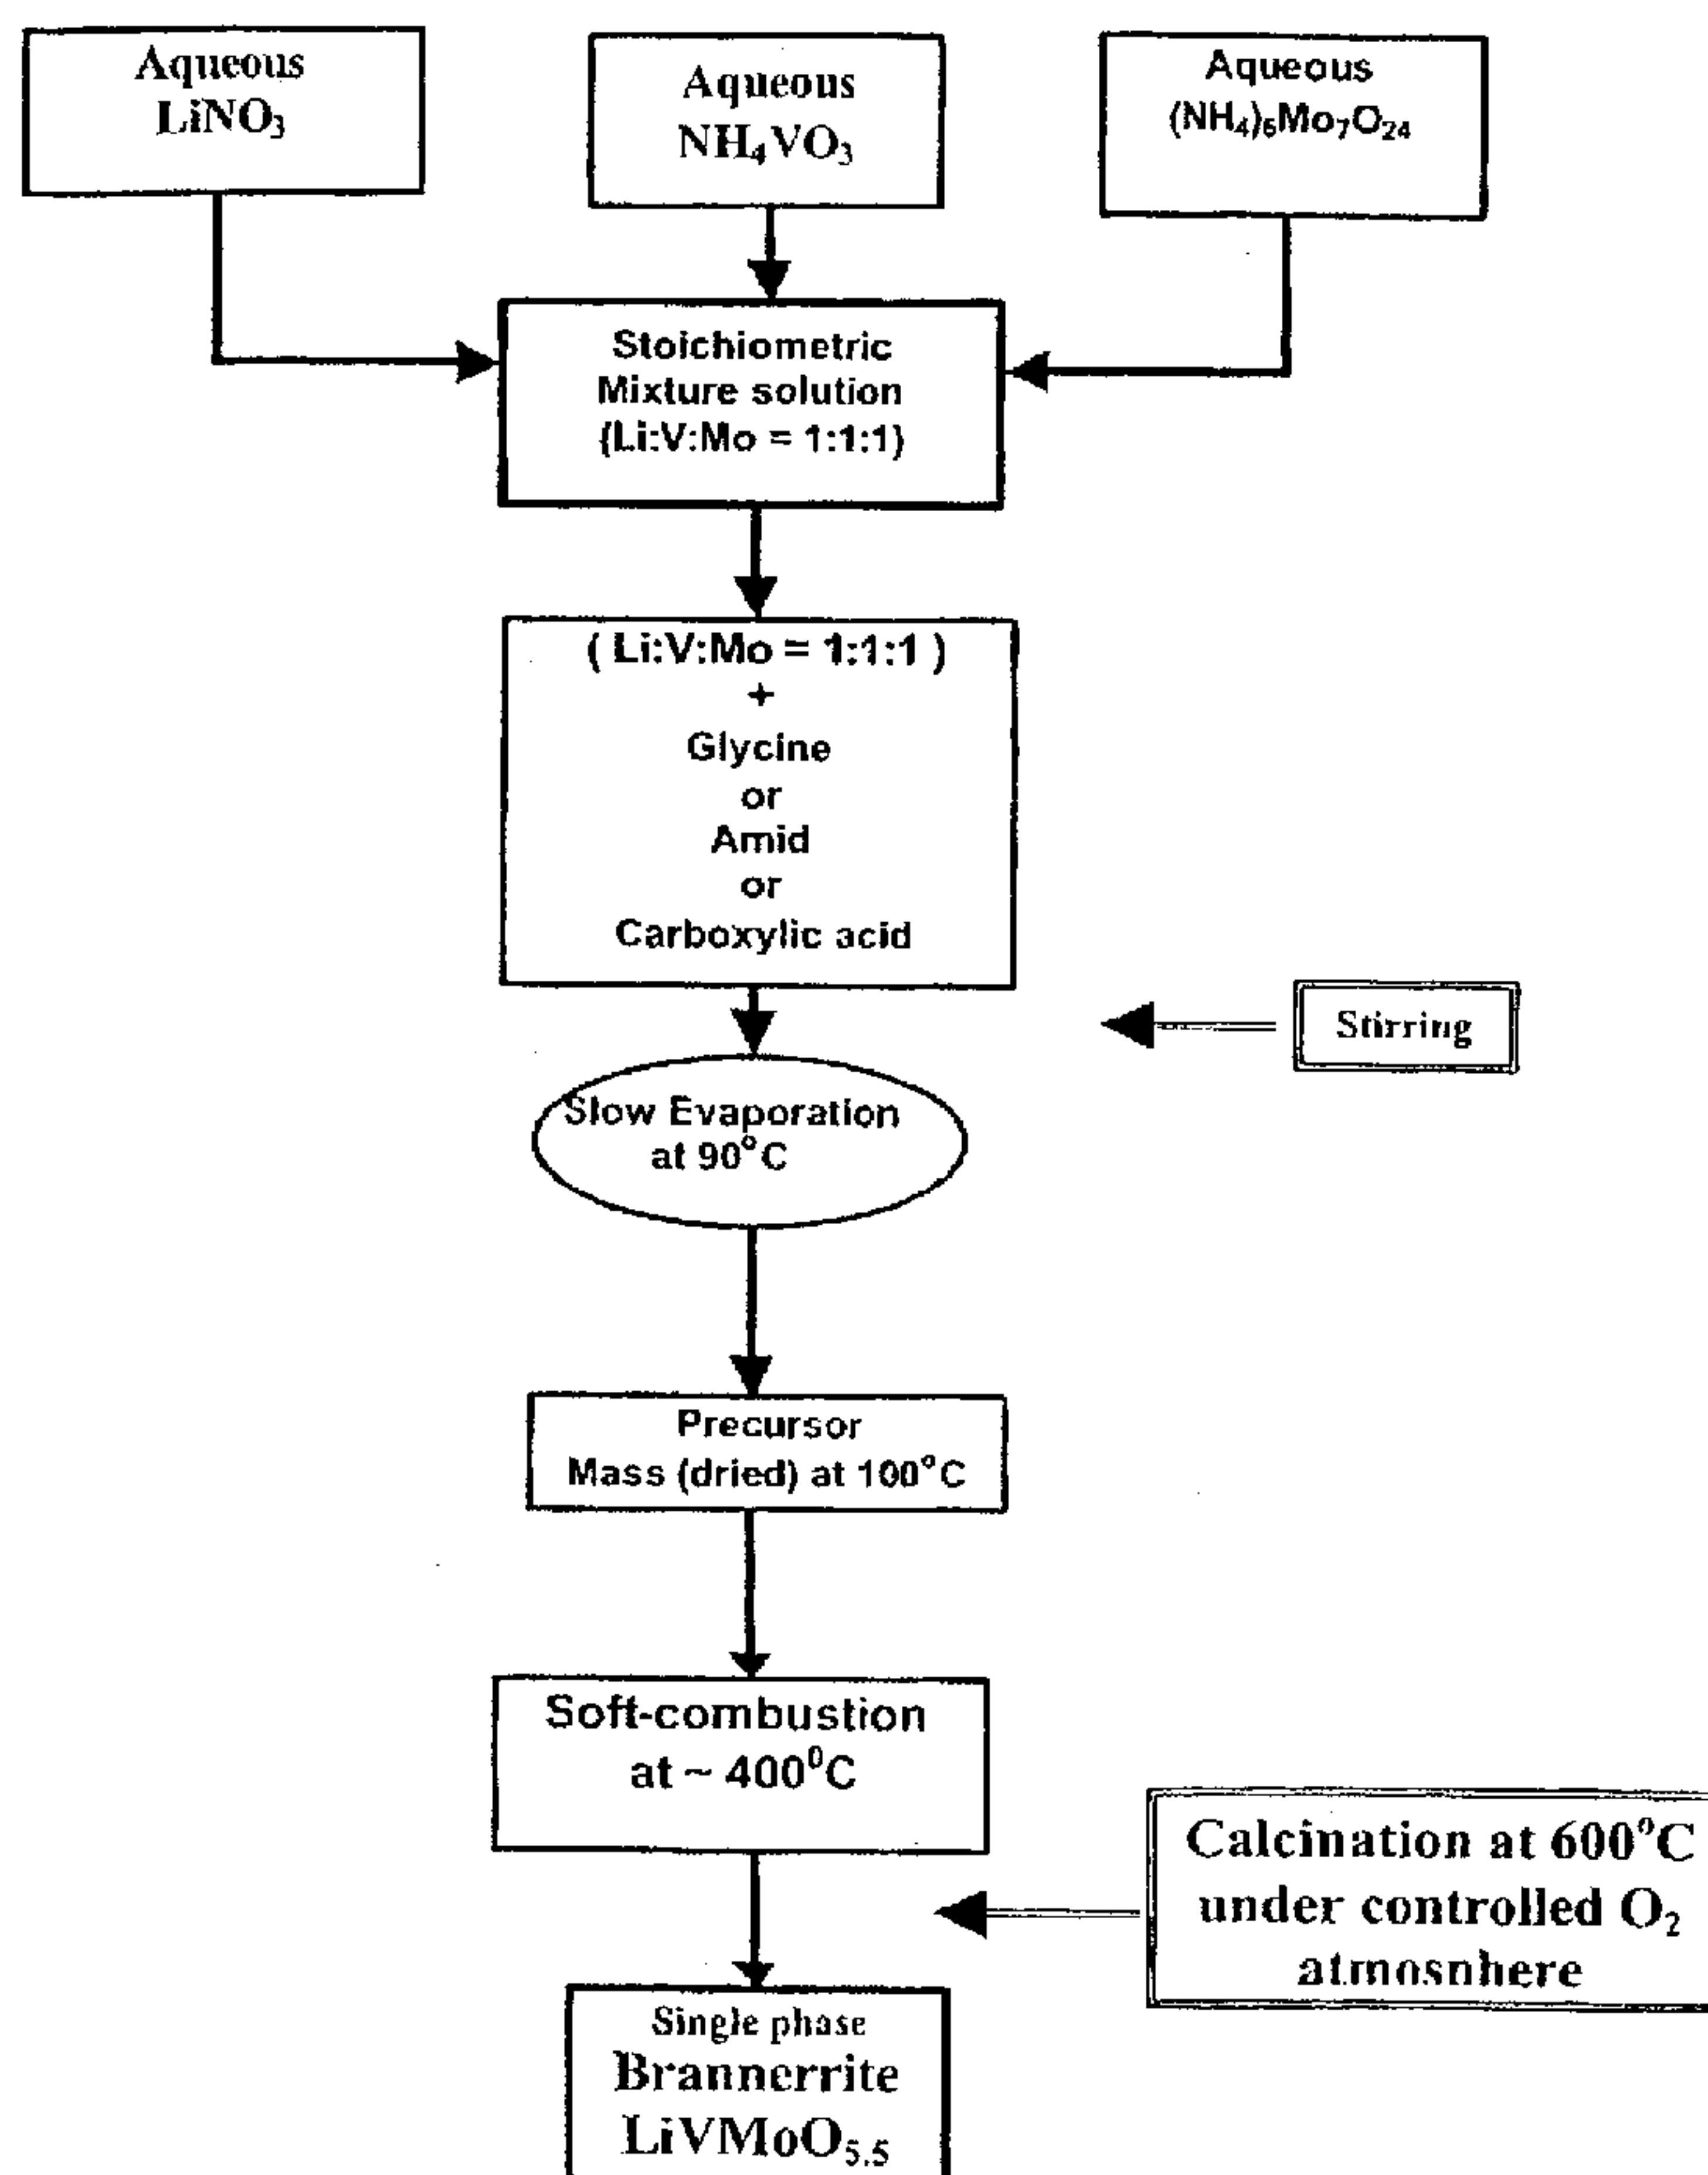 Aqueous
LiNO₃
Aqueous
NH₄VO₃
Aqueous
(NH₄)₆Mo₇O₂₄
Stoichiometric
Mixture solution
(Li:V:Mo = 1:1:1)
( Li:V:Mo = 1:1:1 )
+
Glycine
or
Amid
or
Carboxylic acid
Stirring
Slow Evaporation
at 90°C
Precursor
Mass (dried) at 100°C
Soft-combustion
at ~ 400⁰C
Calcination at 600°C
under controlled O₂
atmosnhere
Single phase
Brannerrite
LiVMoO₅.₅